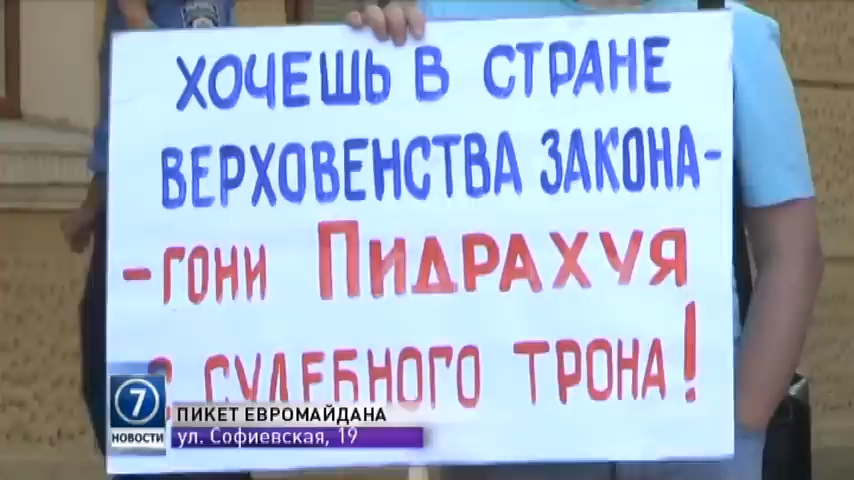 ХОЧЕШЬ В СТРАНЕ
ВЕРХОВЕНСТВА ЗАКОНА-
-ГОНИ ПИДРАХУЯ
СУДЕБНОГО ТРОНА!
7
НОВОСТИ
ПИКЕТ ЕВРОМАЙДАНА
ул. Софиевская, 19